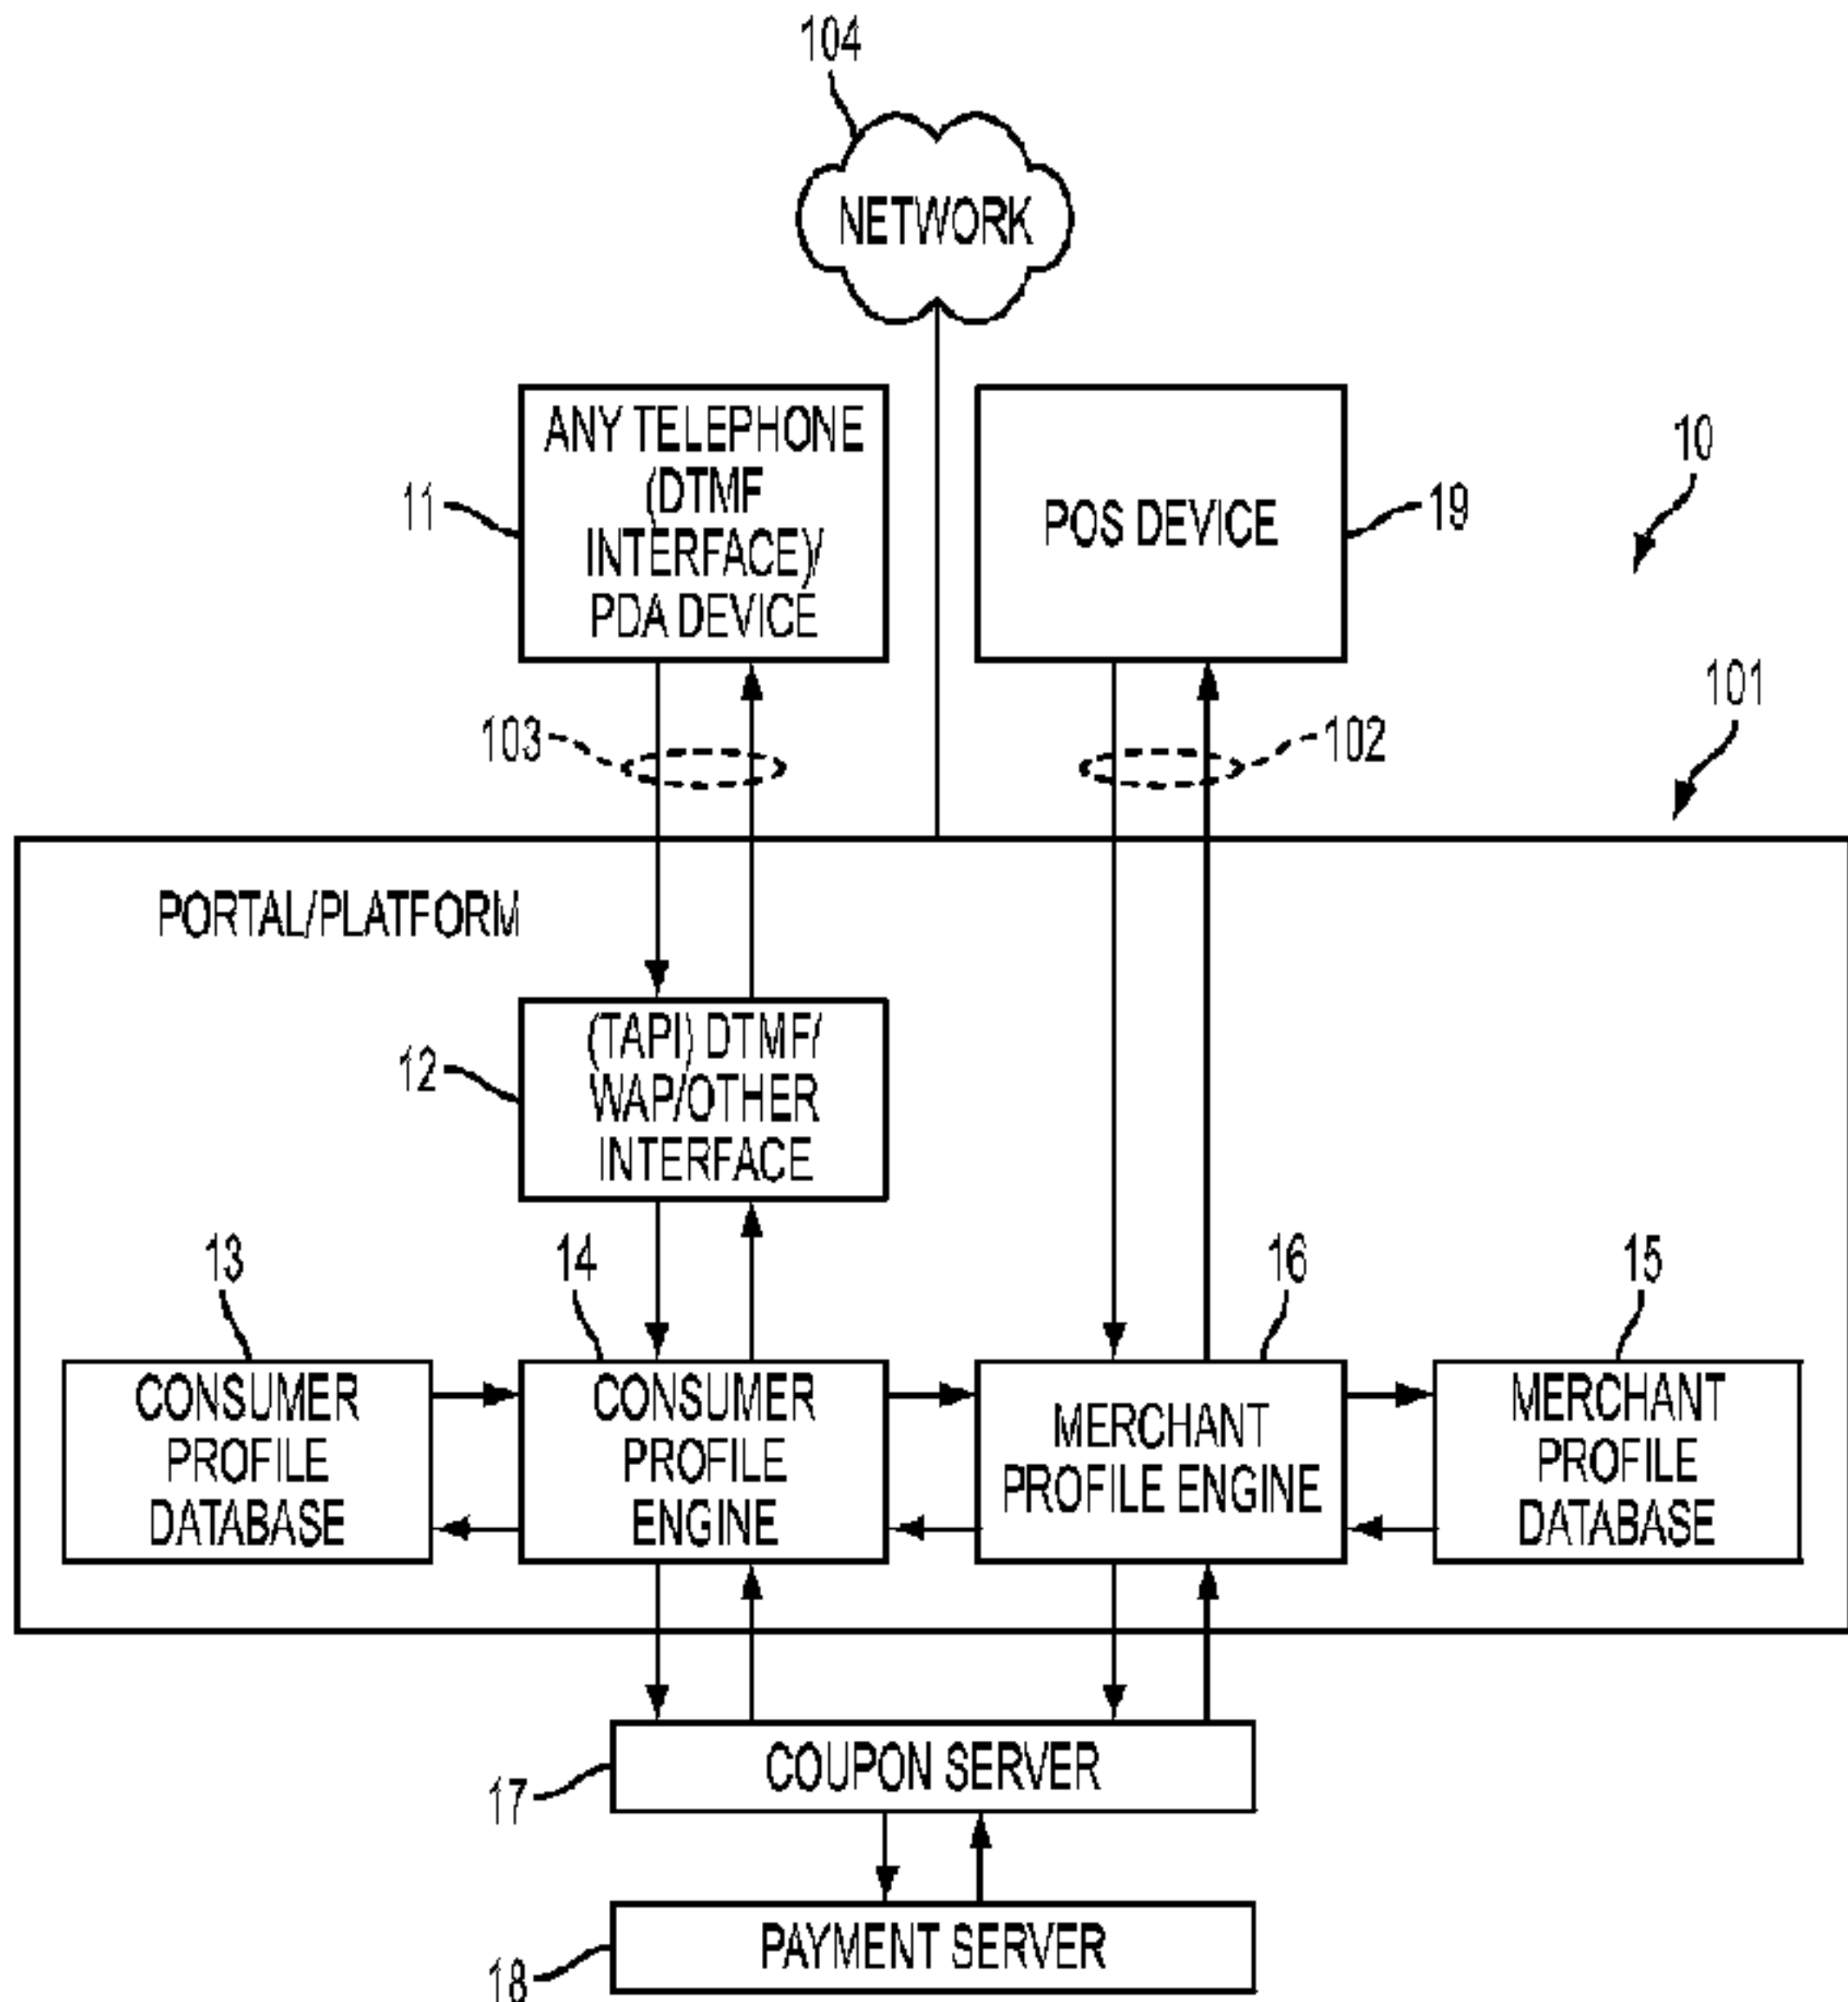 104
NETWORK
ANY TELEPHONE
(DTMF
INTERFACE)/
PDA DEVICE
11
POS DEVICE
19
10
101
103
102
PORTAL/PLATFORM
(TAPI) DTMF/
WAP/OTHER
INTERFACE
12
13
14
16
15
CONSUMER
PROFILE
DATABASE
CONSUMER
PROFILE
ENGINE
MERCHANT
PROFILE ENGINE
MERCHANT
PROFILE
DATABASE
COUPON SERVER
17
PAYMENT SERVER
18